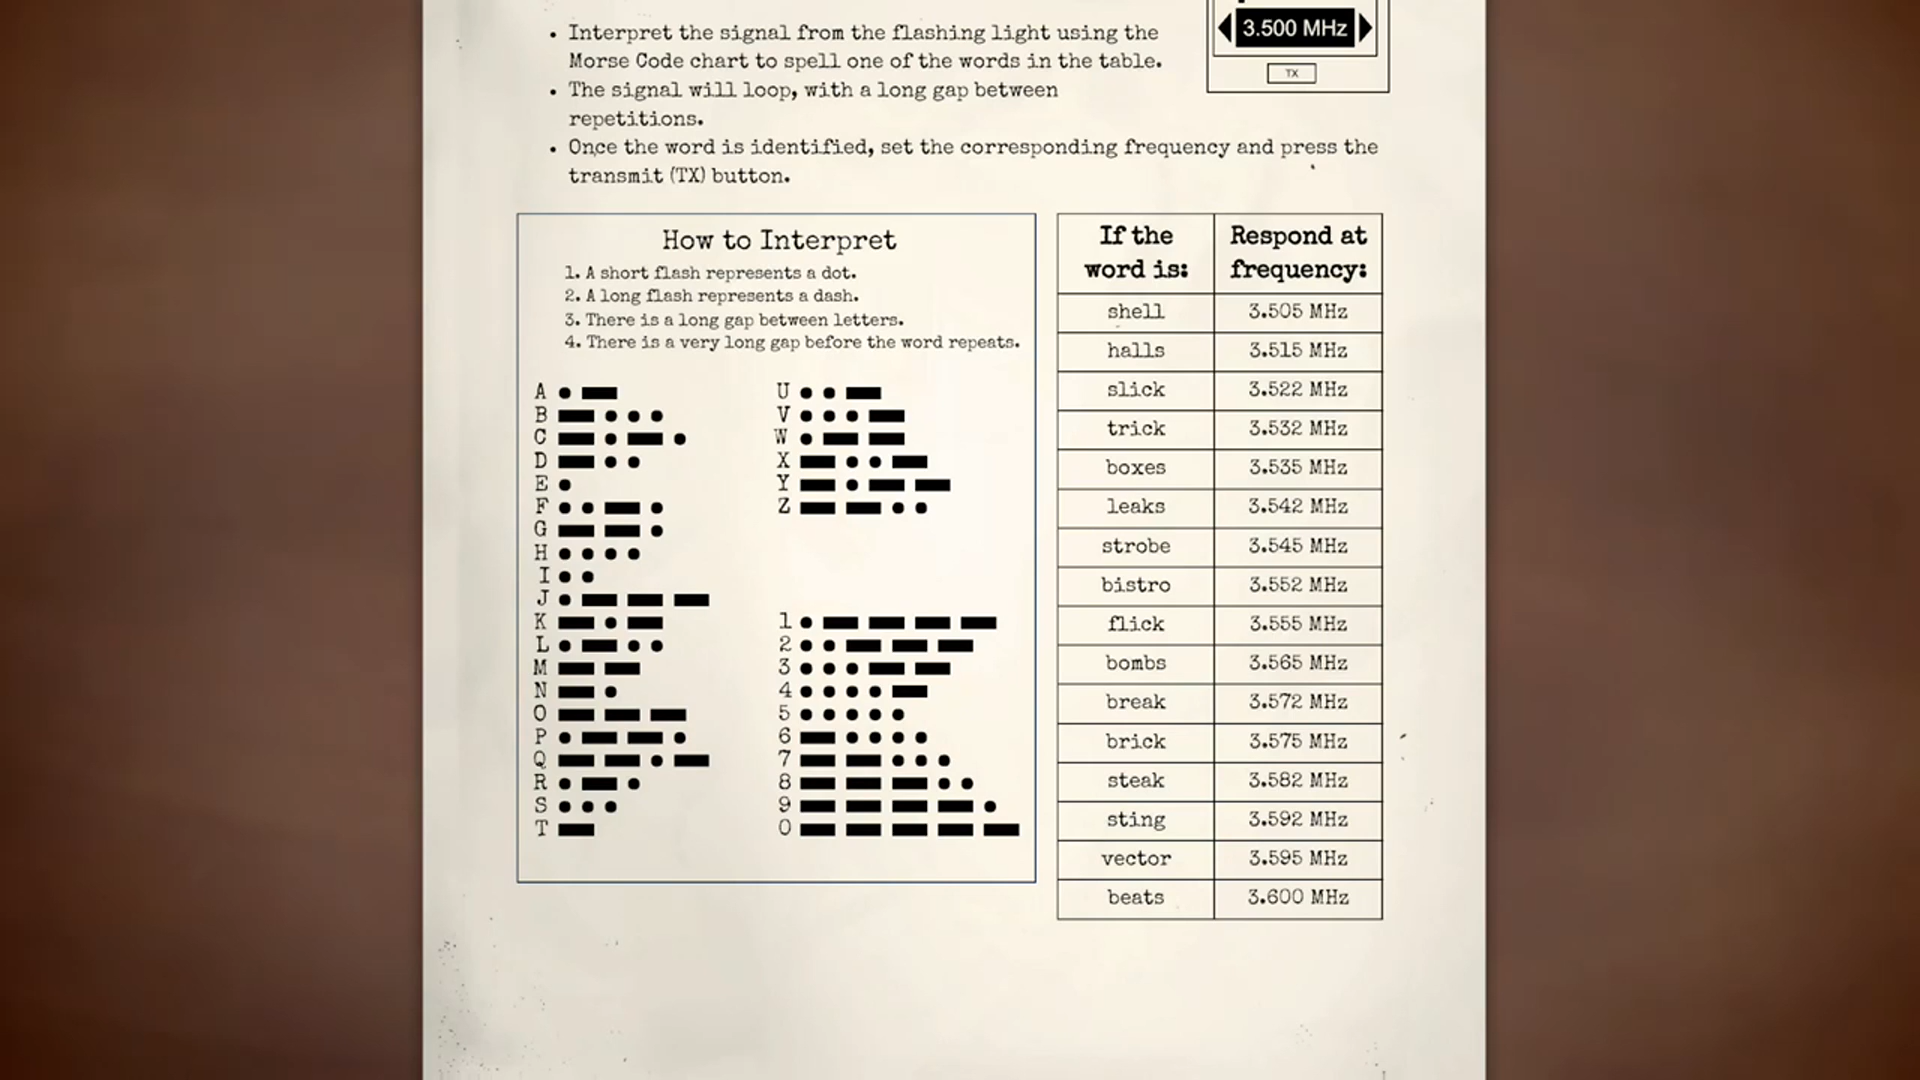 3.500 MHz
TX
• Interpret the signal from the flashing light using the
Morse Code chart to spell one of the words in the table.
• The signal will loop, with a long gap between
repetitions.
• Once the word is identified, set the corresponding frequency and press the
transmit (TX) button.
How to Interpret
1. A short flash represents a dot.
2. A long flash represents a dash.
3. There is a long gap between letters.
4. There is a very long gap before the word repeats.
A
B
C
D
E
F
G
H
I
J
K
L
M
N
O
P
Q
R
S
T
U
V
W
X
Y
Z
1
2
3
4
5
6
7
8
9
0
If the word is: Respond at frequency:
shell 3.505 MHz
halls 3.515 MHz
slick 3.522 MHz
trick 3.532 MHz
boxes 3.535 MHz
leaks 3.542 MHz
strobe 3.545 MHz
bistro 3.552 MHz
flick 3.555 MHz
bombs 3.565 MHz
break 3.572 MHz
brick 3.575 MHz
steak 3.582 MHz
sting 3.592 MHz
vector 3.595 MHz
beats 3.600 MHz